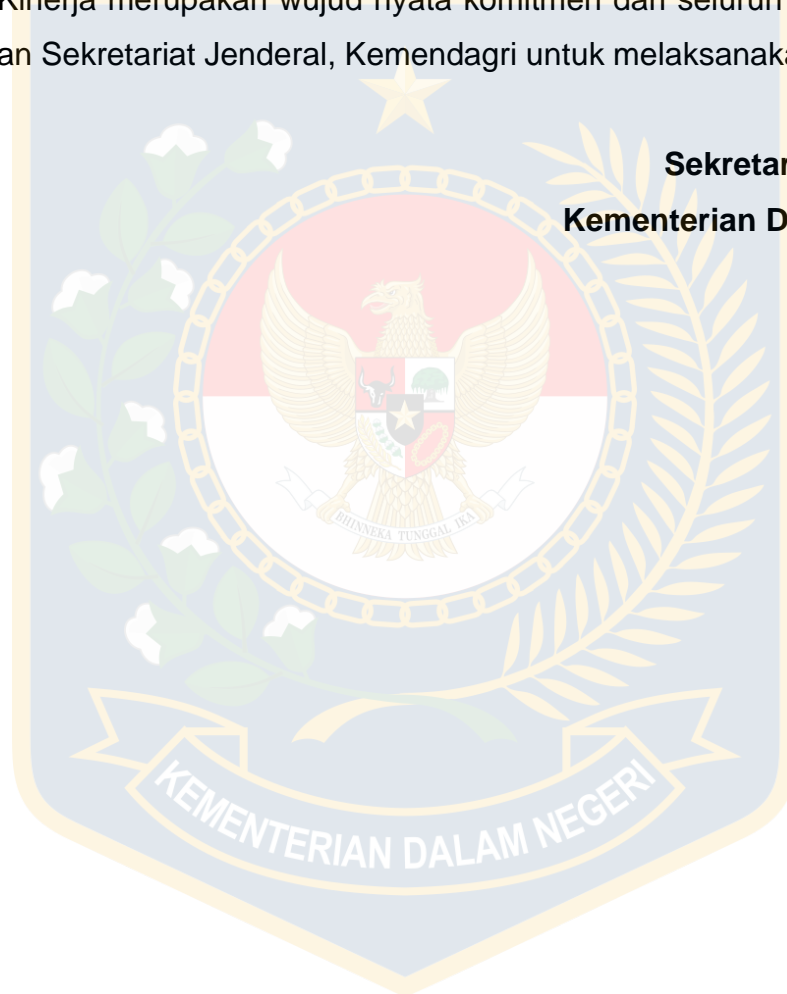 Kinerja merupakan wujud nyata komitmen dan seluruh
an Sekretariat Jenderal, Kemendagri untuk melaksanaka
Sekretar
Kementerian D
BHINNEKA TUNGGAL IKA
KEMENTERIAN DALAM NEGERI